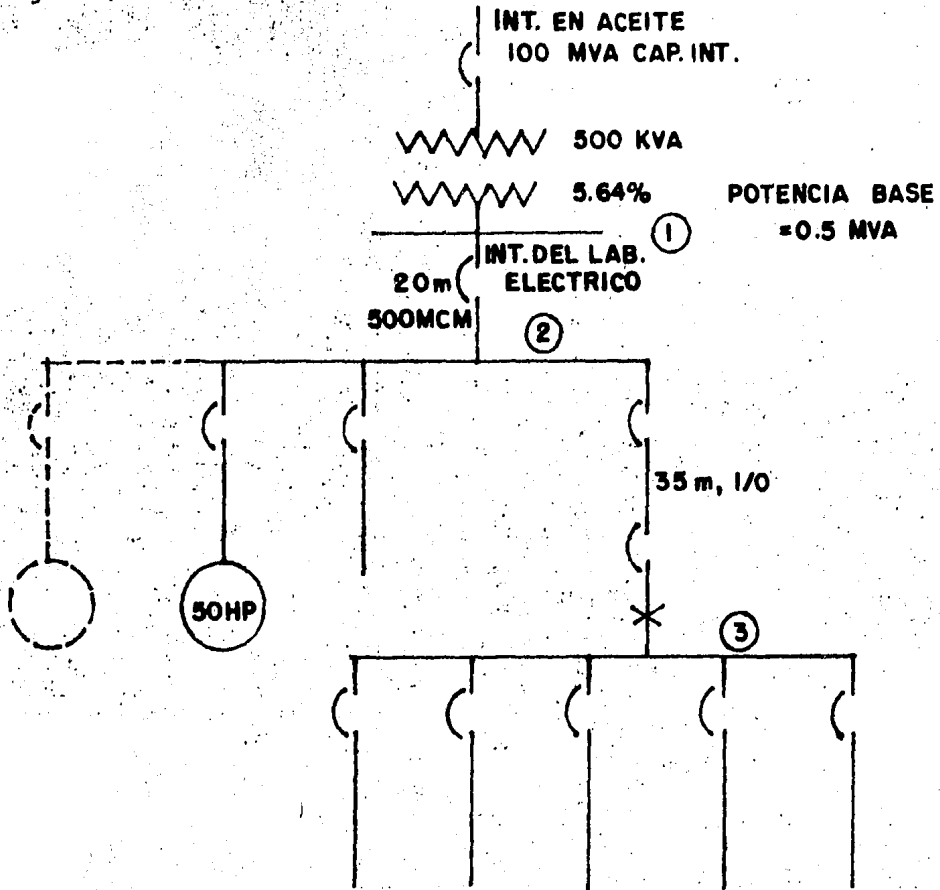 INT. EN ACEITE
100 MVA CAP. INT.
500 KVA
5.64%
POTENCIA BASE
=0.5 MVA
1
INT. DEL LAB.
ELECTRICO
20m
500MCM
2
35m, 1/0
50HP
3